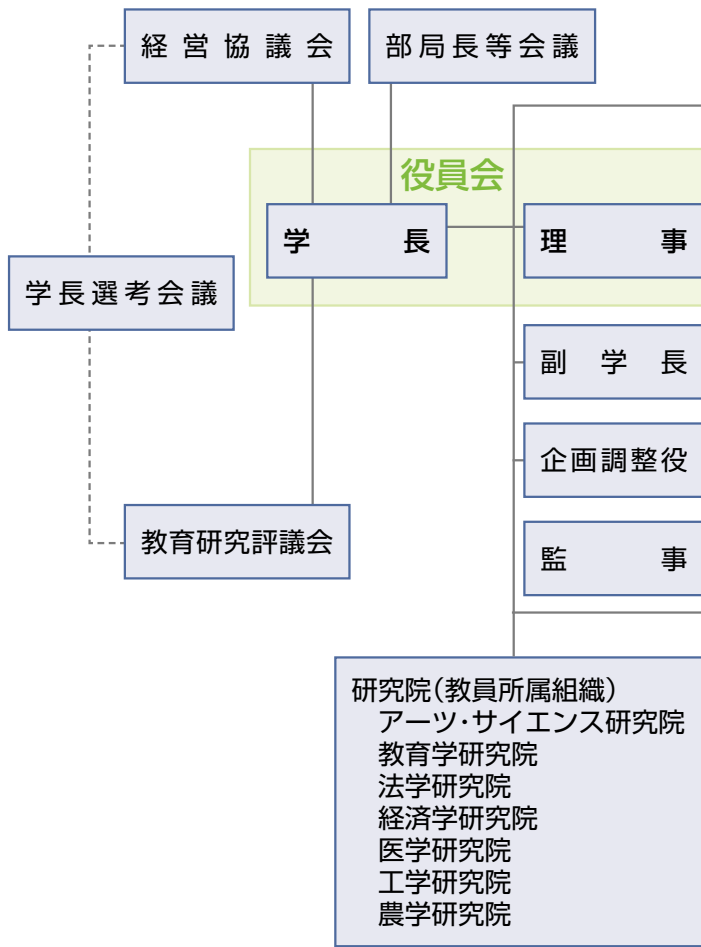 経営協議会
部局長等会議
役員会
学長
理事
学長選考会議
副学長
企画調整役
教育研究評議会
監事
研究院(教員所属組織)
アーツ・サイエンス研究院
教育学研究院
法学研究院
経済学研究院
医学研究院
工学研究院
農学研究院